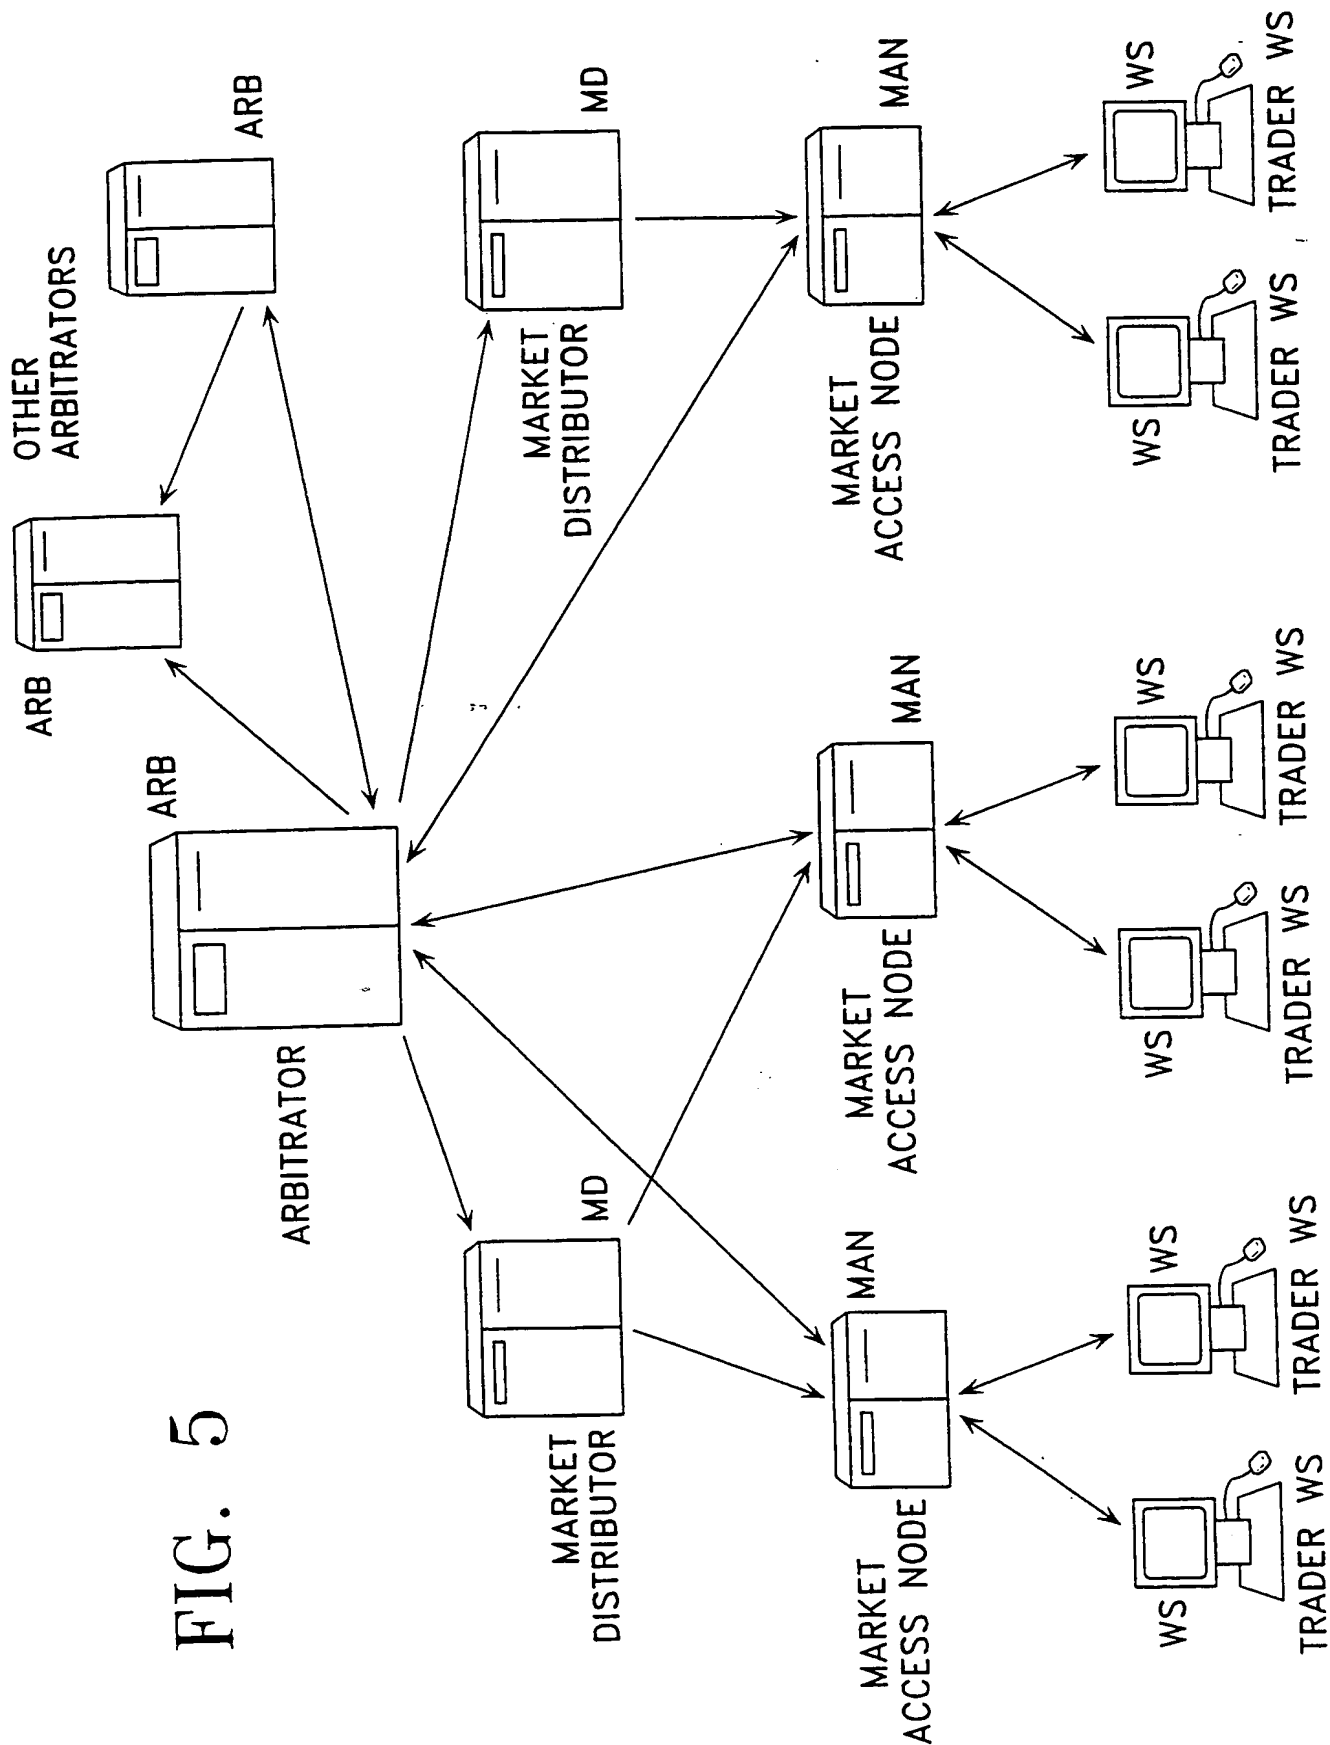 FIG. 5
OTHER
ARBITRATORS
ARB
ARB
ARB
ARBITRATOR
MARKET
DISTRIBUTOR
MD
MARKET
DISTRIBUTOR
MD
MARKET
ACCESS NODE
MAN
MARKET
ACCESS NODE
MAN
MARKET
ACCESS NODE
MAN
WS
TRADER WS
WS
TRADER WS
WS
TRADER WS
WS
TRADER WS
WS
TRADER WS
WS
TRADER WS